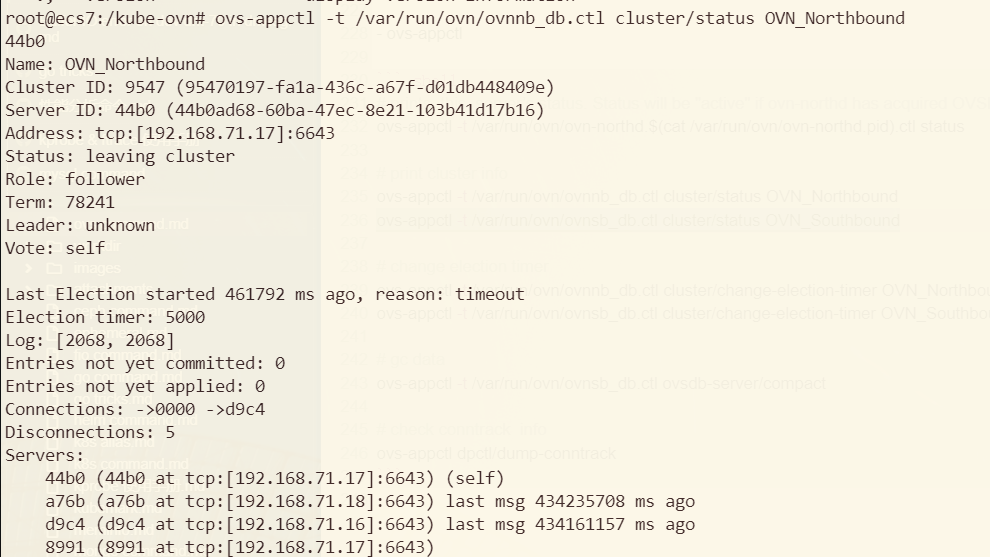 root@ecs7:/kube-ovn# ovs-appctl -t /var/run/ovn/ovnnb_db.ctl cluster/status OVN_Northbound
44b0
Name: OVN_Northbound
Cluster ID: 9547 (95470197-fa1a-436c-a67f-d01db448409e)
Server ID: 44b0 (44b0ad68-60ba-47ec-8e21-103b41d17b16)
Address: tcp:[192.168.71.17]:6643
Status: leaving cluster
Role: follower
Term: 78241
Leader: unknown
Vote: self
Last Election started 461792 ms ago, reason: timeout
Election timer: 5000
Log: [2068, 2068]
Entries not yet committed: 0
Entries not yet applied: 0
Connections: ->0000 ->d9c4
Disconnections: 5
Servers:
44b0 (44b0 at tcp:[192.168.71.17]:6643) (self)
a76b (a76b at tcp:[192.168.71.18]:6643) last msg 434235708 ms ago
d9c4 (d9c4 at tcp:[192.168.71.16]:6643) last msg 434161157 ms ago
8991 (8991 at tcp:[192.168.71.17]:6643)